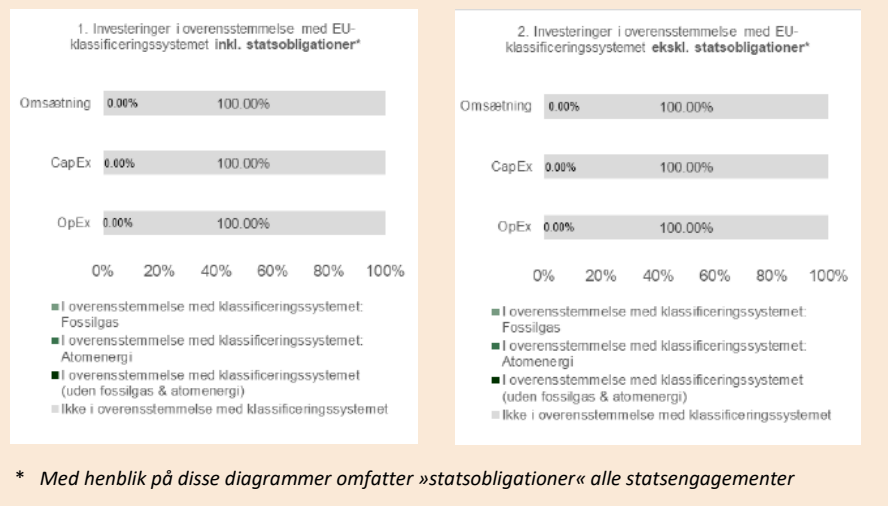 1. Investeringer i overensstemmelse med EU-
klassificeringssystemet inkl. statsobligationer*
Omsætning 0.00% 100.00%
CapEx 0.00% 100.00%
OpEx 0.00% 100.00%
0% 20% 40% 60% 80% 100%
I overensstemmelse med klassificeringssystemet:
Fossilgas
I overensstemmelse med klassificeringssystemet:
Atomenergi
I overensstemmelse med klassificeringssystemet
(uden fossilgas & atomenergi)
Ikke i overensstemmelse med klassificeringssystemet
2. Investeringer i overensstemmelse med EU-
klassificeringssystemet ekskl. statsobligationer*
Omsætning 0.00% 100.00%
CapEx 0.00% 100.00%
OpEx 0.00% 100.00%
0% 20% 40% 60% 80% 100%
I overensstemmelse med klassificeringssystemet:
Fossilgas
I overensstemmelse med klassificeringssystemet:
Atomenergi
I overensstemmelse med klassificeringssystemet
(uden fossilgas & atomenergi)
Ikke i overensstemmelse med klassificeringssystemet
* Med henblik på disse diagrammer omfatter »statsobligationer« alle statsengagementer